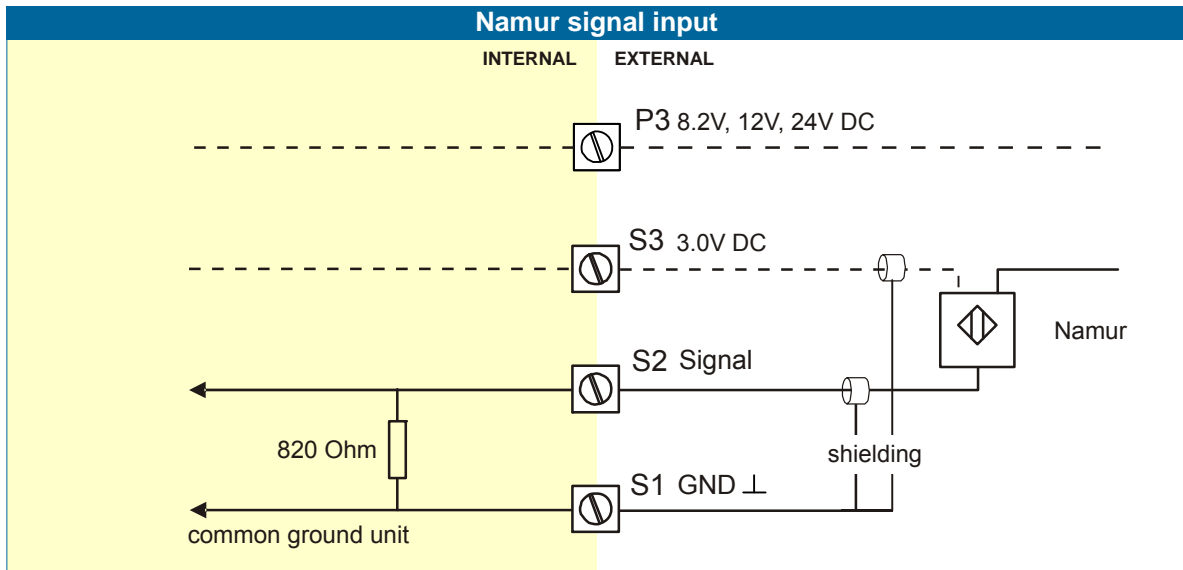 Namur signal input
INTERNAL EXTERNAL
P3 8.2V, 12V, 24V DC
S3 3.0V DC
Namur
S2 Signal
820 Ohm
shielding
S1 GND ⊥
common ground unit